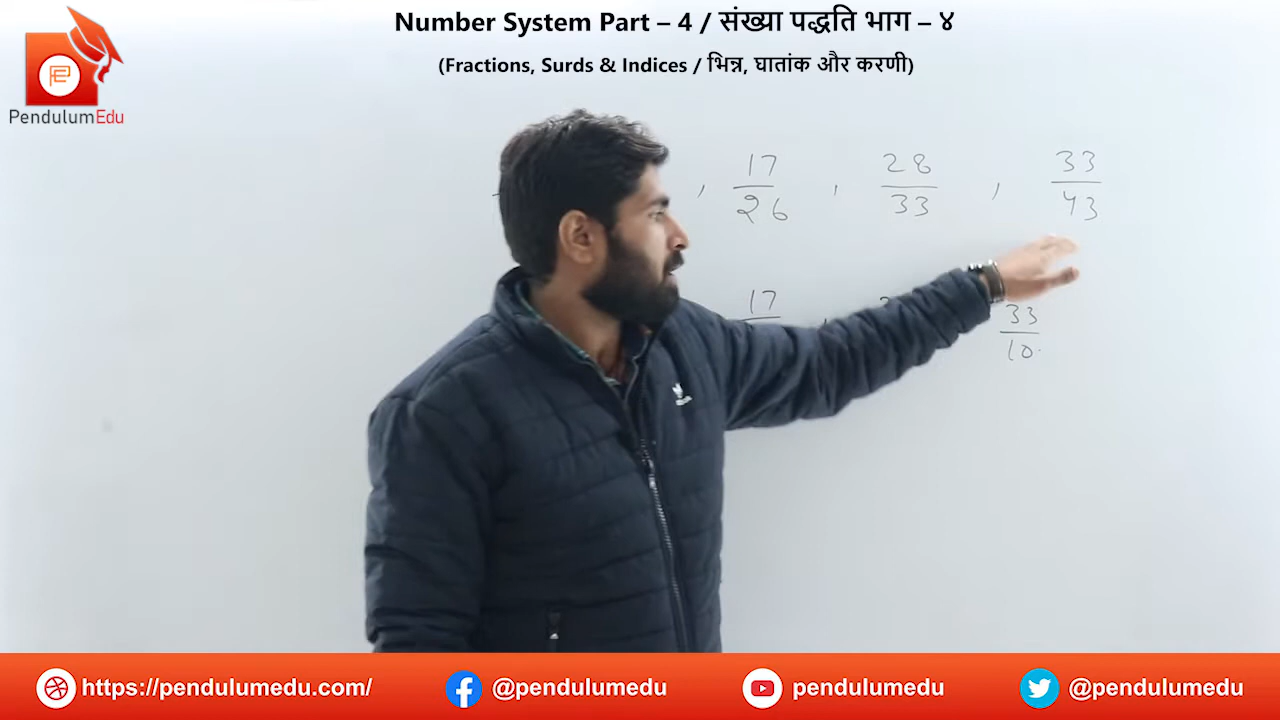 Number System Part – 4 / संख्या पद्धति भाग – ४
(Fractions, Surds & Indices / भिन्न, घातांक और करणी)
PendulumEdu
, 17/26 , 28/33 , 33/43
17
33/10
https://pendulumedu.com/
@pendulumedu
pendulumedu
@pendulumedu